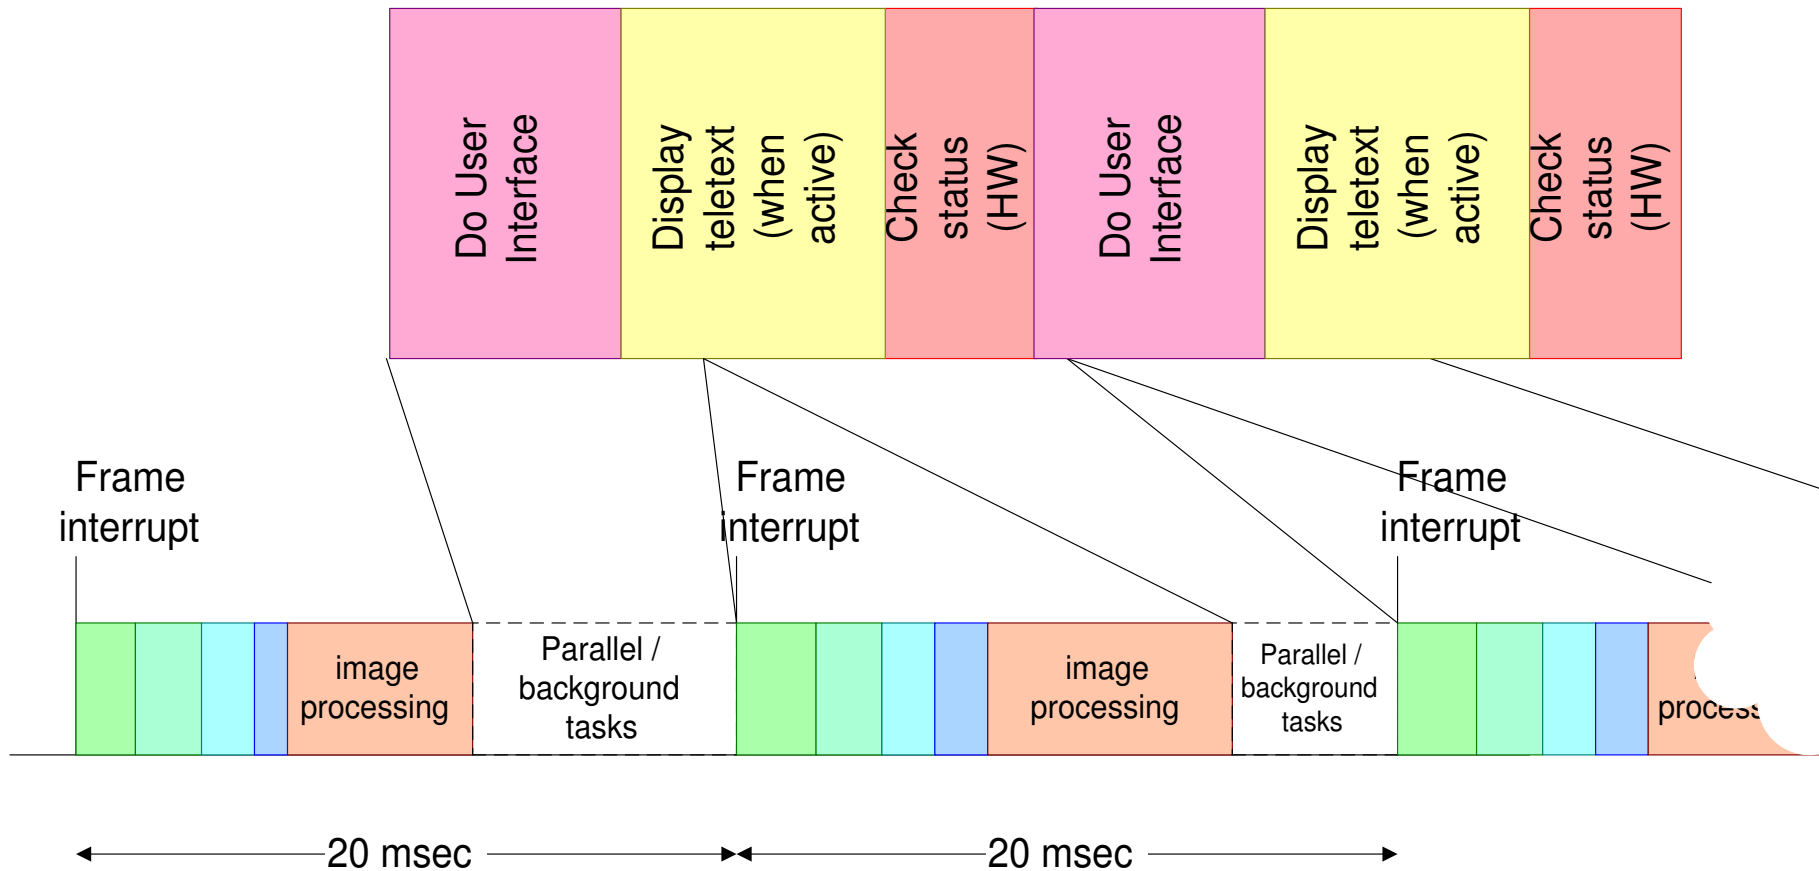 Do User
Interface
Display
teletext
(when
active)
Check
status
(HW)
Do User
Interface
Display
teletext
(when
active)
Check
status
(HW)
Frame
interrupt
Frame
interrupt
Frame
interrupt
image
processing
Parallel /
background
tasks
image
processing
Parallel /
background
tasks
20 msec
20 msec